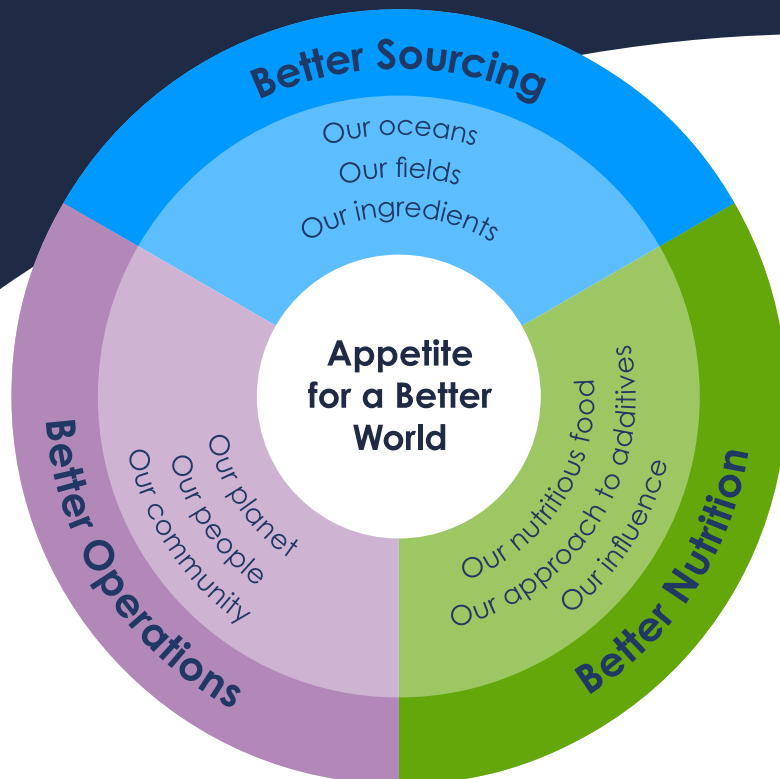 Better Sourcing
Our oceans
Our fields
Our ingredients
Appetite
for a Better
World
Better Nutrition
Our nutritious food
Our approach to additives
Our influence
Better Operations
Our planet
Our people
Our community